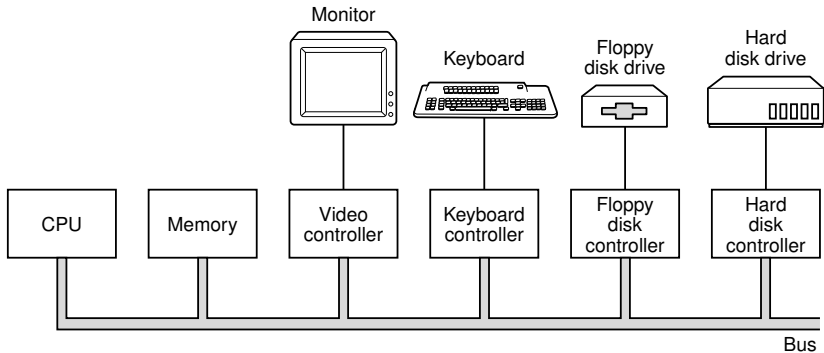 Monitor
Keyboard
Floppy
disk drive
Hard
disk drive
CPU
Memory
Video
controller
Keyboard
controller
Floppy
disk
controller
Hard
disk
controller
Bus